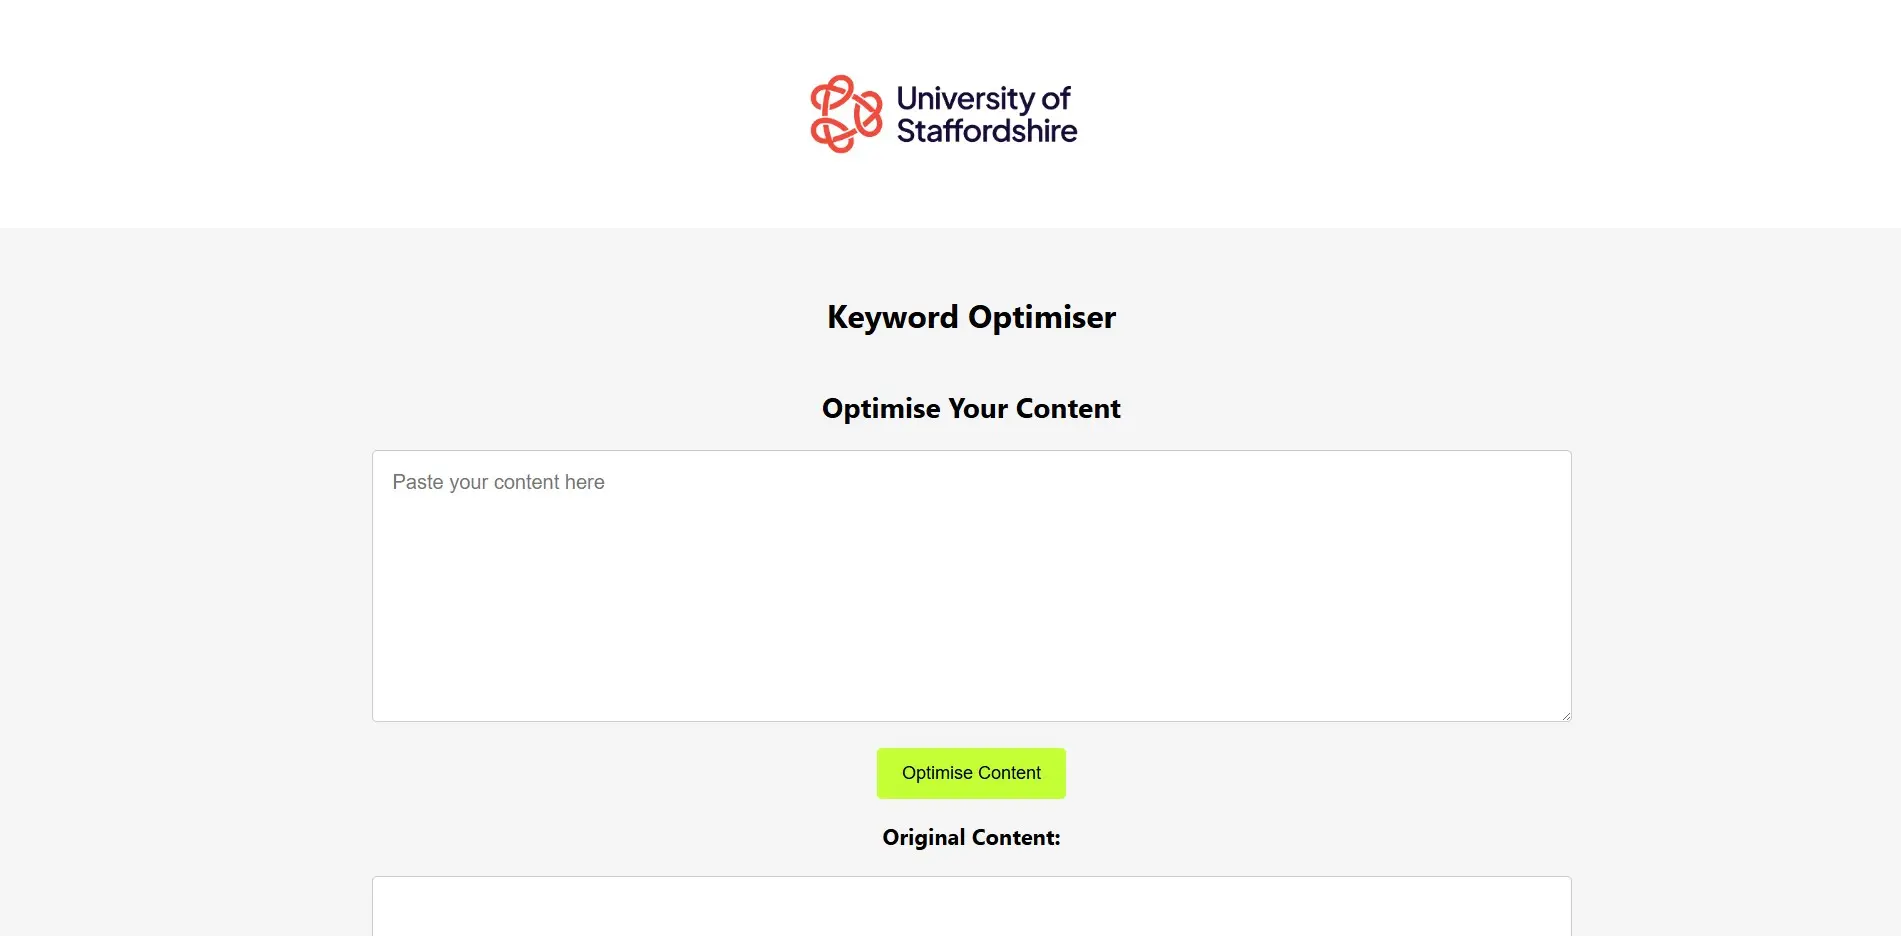 University of
Staffordshire
Keyword Optimiser
Optimise Your Content
Paste your content here
Optimise Content
Original Content: